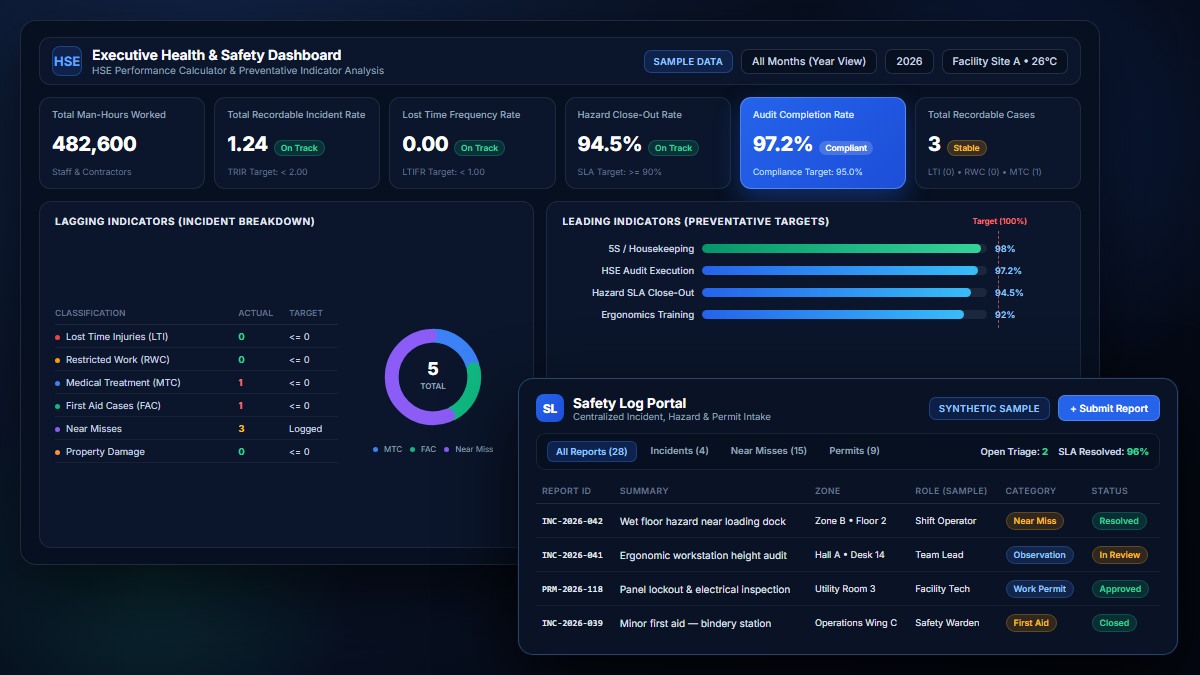 HSE
Executive Health & Safety Dashboard
HSE Performance Calculator & Preventative Indicator Analysis
SAMPLE DATA
All Months (Year View)
2026
Facility Site A • 26°C
Total Man-Hours Worked
482,600
Staff & Contractors
Total Recordable Incident Rate
1.24 On Track
TRIR Target: < 2.00
Lost Time Frequency Rate
0.00 On Track
LTIFR Target: < 1.00
Hazard Close-Out Rate
94.5% On Track
SLA Target: >= 90%
Audit Completion Rate
97.2% Compliant
Compliance Target: 95.0%
Total Recordable Cases
3 Stable
LTI (0) • RWC (0) • MTC (1)
LAGGING INDICATORS (INCIDENT BREAKDOWN)
CLASSIFICATION ACTUAL TARGET
Lost Time Injuries (LTI) 0 <= 0
Restricted Work (RWC) 0 <= 0
Medical Treatment (MTC) 1 <= 0
First Aid Cases (FAC) 1 <= 0
Near Misses 3 Logged
Property Damage 0 <= 0
5
TOTAL
MTC FAC Near Miss
LEADING INDICATORS (PREVENTATIVE TARGETS)
Target (100%)
5S / Housekeeping 98%
HSE Audit Execution 97.2%
Hazard SLA Close-Out 94.5%
Ergonomics Training 92%
SL
Safety Log Portal
Centralized Incident, Hazard & Permit Intake
SYNTHETIC SAMPLE
+ Submit Report
All Reports (28) Incidents (4) Near Misses (15) Permits (9)
Open Triage: 2 SLA Resolved: 96%
REPORT ID SUMMARY ZONE ROLE (SAMPLE) CATEGORY STATUS
INC-2026-042 Wet floor hazard near loading dock Zone B • Floor 2 Shift Operator Near Miss Resolved
INC-2026-041 Ergonomic workstation height audit Hall A • Desk 14 Team Lead Observation In Review
PRM-2026-118 Panel lockout & electrical inspection Utility Room 3 Facility Tech Work Permit Approved
INC-2026-039 Minor first aid — bindery station Operations Wing C Safety Warden First Aid Closed